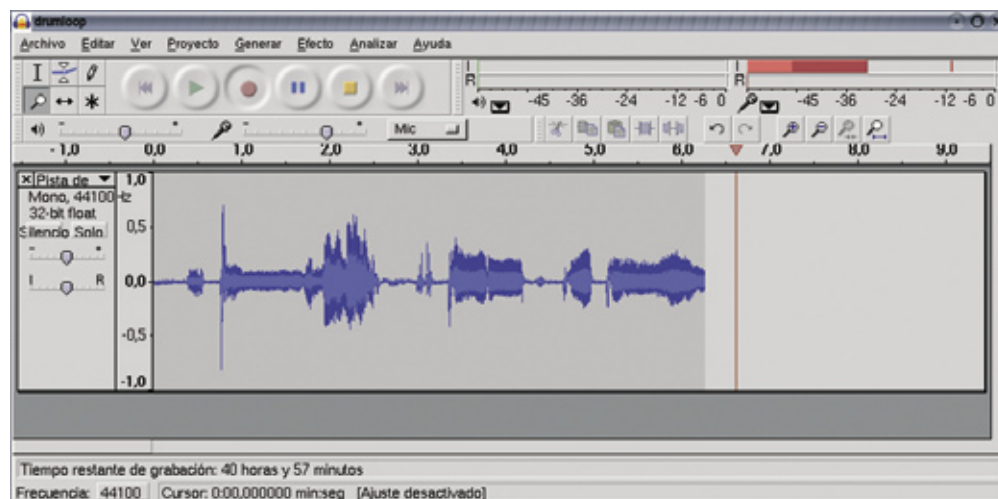 drumloop
Archivo Editar Ver Proyecto Generar Efecto Analizar Ayuda
L
R
-45 -36 -24 -12 -6 0
L
R
-45 -36 -24 -12 -6 0
Mic
- 1,0 0,0 1,0 2,0 3,0 4,0 5,0 6,0 7,0 8,0 9,0
Pista de
Mono, 44100Hz
32-bit float
Silencio Solo
- +
I R
1,0
0,5
0,0
-0,5
-1,0
Tiempo restante de grabación: 40 horas y 57 minutos
Frecuencia: 44100 Cursor: 0:00,000000 min:seg [Ajuste desactivado]